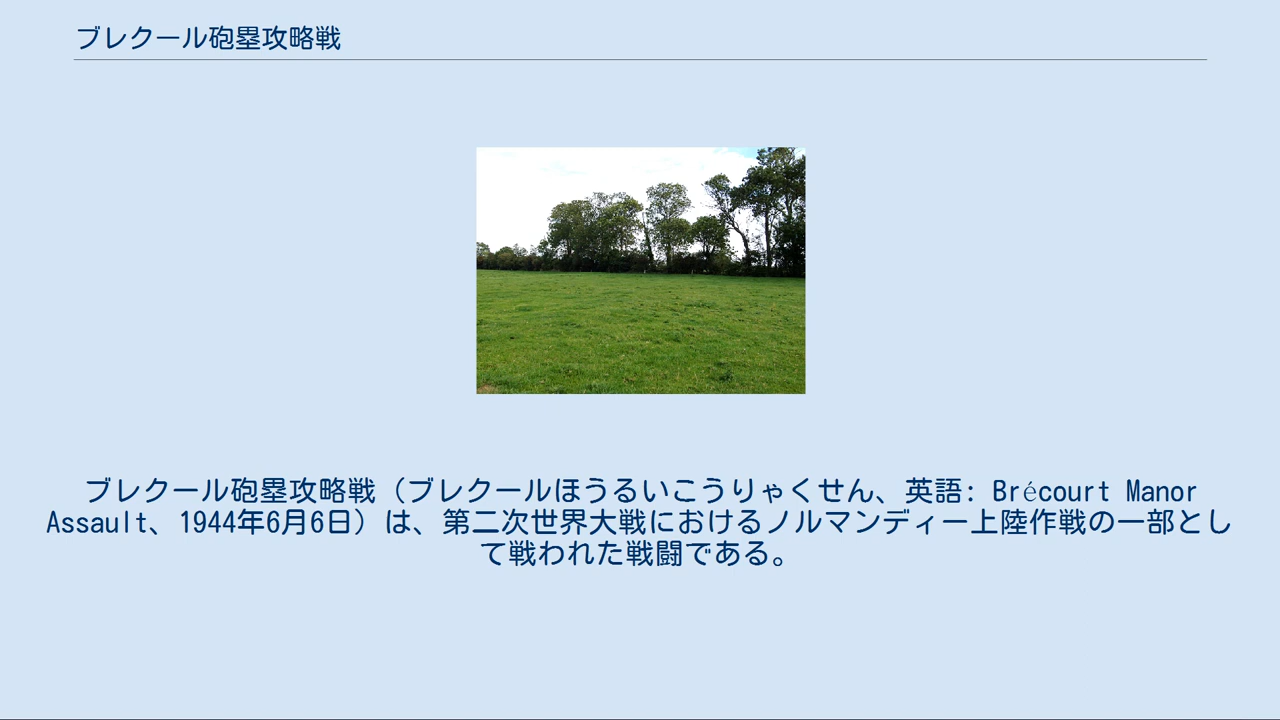 ブレクール砲塁攻略戦
ブレクール砲塁攻略戦（ブレクールほうるいこうりゃくせん、英語: Brécourt Manor
Assault、1944年6月6日）は、第二次世界大戦におけるノルマンディー上陸作戦の一部とし
て戦われた戦闘である。